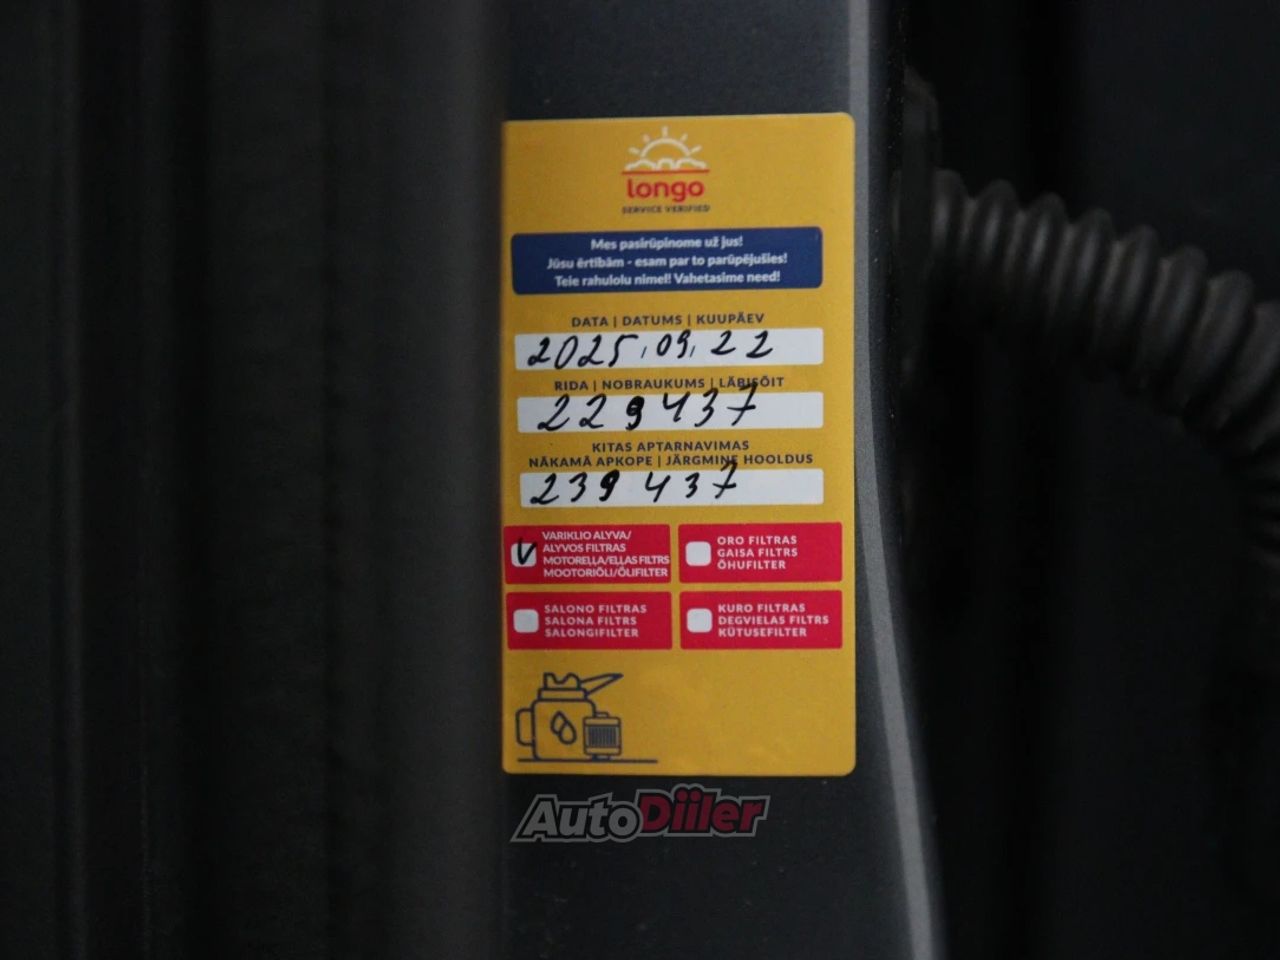 longo
SERVICE VERIFIED
Mes pasirūpinome už jus!
Jūsu ērtībām - esam par to parūpējušies!
Teie rahulolu nimel! Vahetasime need!
DATA | DATUMS | KUUPÄEV
2025.09.22
RIDA | NOBRAUKUMS | LÄBISÕIT
229437
KITAS APTARNAVIMAS
NĀKAMĀ APKOPE | JÄRGMINE HOOLDUS
239437
V
VARIKLIO ALYVA/
ALYVOS FILTRAS
MOTOREĻĻA/EĻĻAS FILTRS
MOOTORIÕLI/ÕLIFILTER
ORO FILTRAS
GAISA FILTRS
ÕHUFILTER
SALONO FILTRAS
SALONA FILTRS
SALONGIFILTER
KURO FILTRAS
DEGVIELAS FILTRS
KÜTUSEFILTER
AutoDiiler